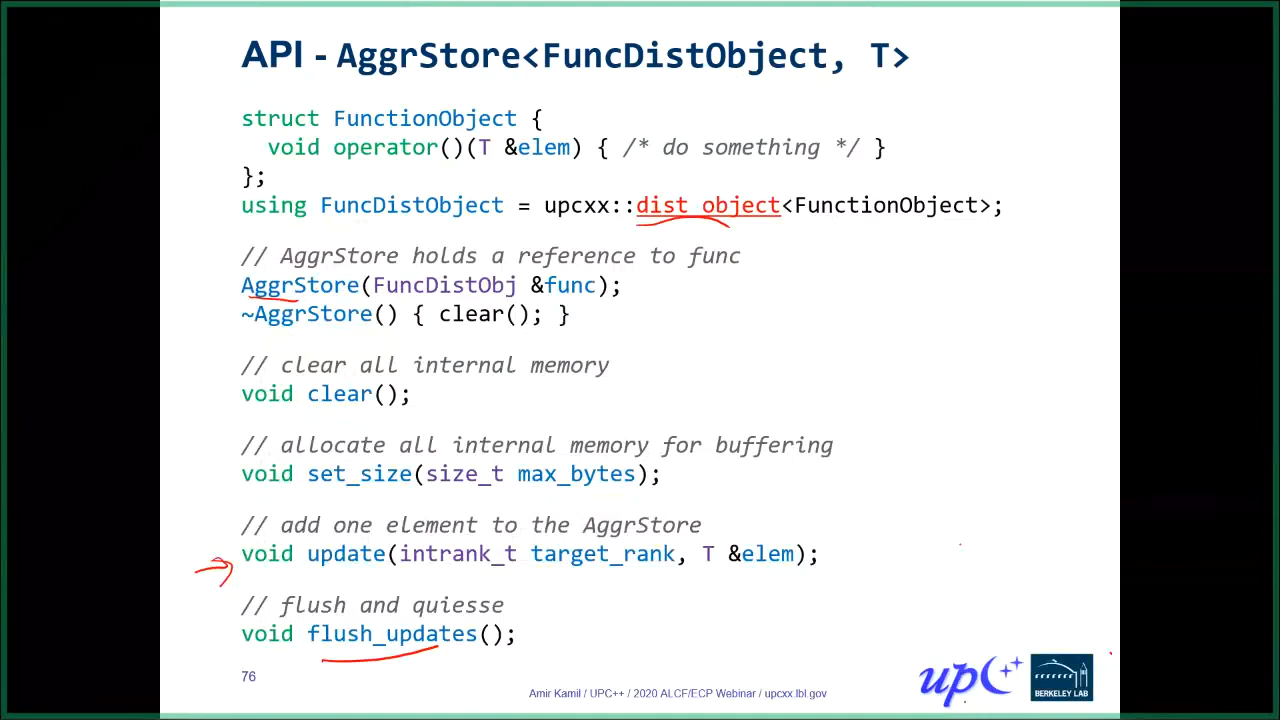 API - AggrStore<FuncDistObject, T>
struct FunctionObject {
void operator()(T &elem) { /* do something */ }
};
using FuncDistObject = upcxx::dist_object<FunctionObject>;
// AggrStore holds a reference to func
AggrStore(FuncDistObj &func);
~AggrStore() { clear(); }
// clear all internal memory
void clear();
// allocate all internal memory for buffering
void set_size(size_t max_bytes);
// add one element to the AggrStore
void update(intrank_t target_rank, T &elem);
// flush and quiesse
void flush_updates();
76
Amir Kamil / UPC++ / 2020 ALCF/ECP Webinar / upcxx.lbl.gov
upC++
BERKELEY LAB